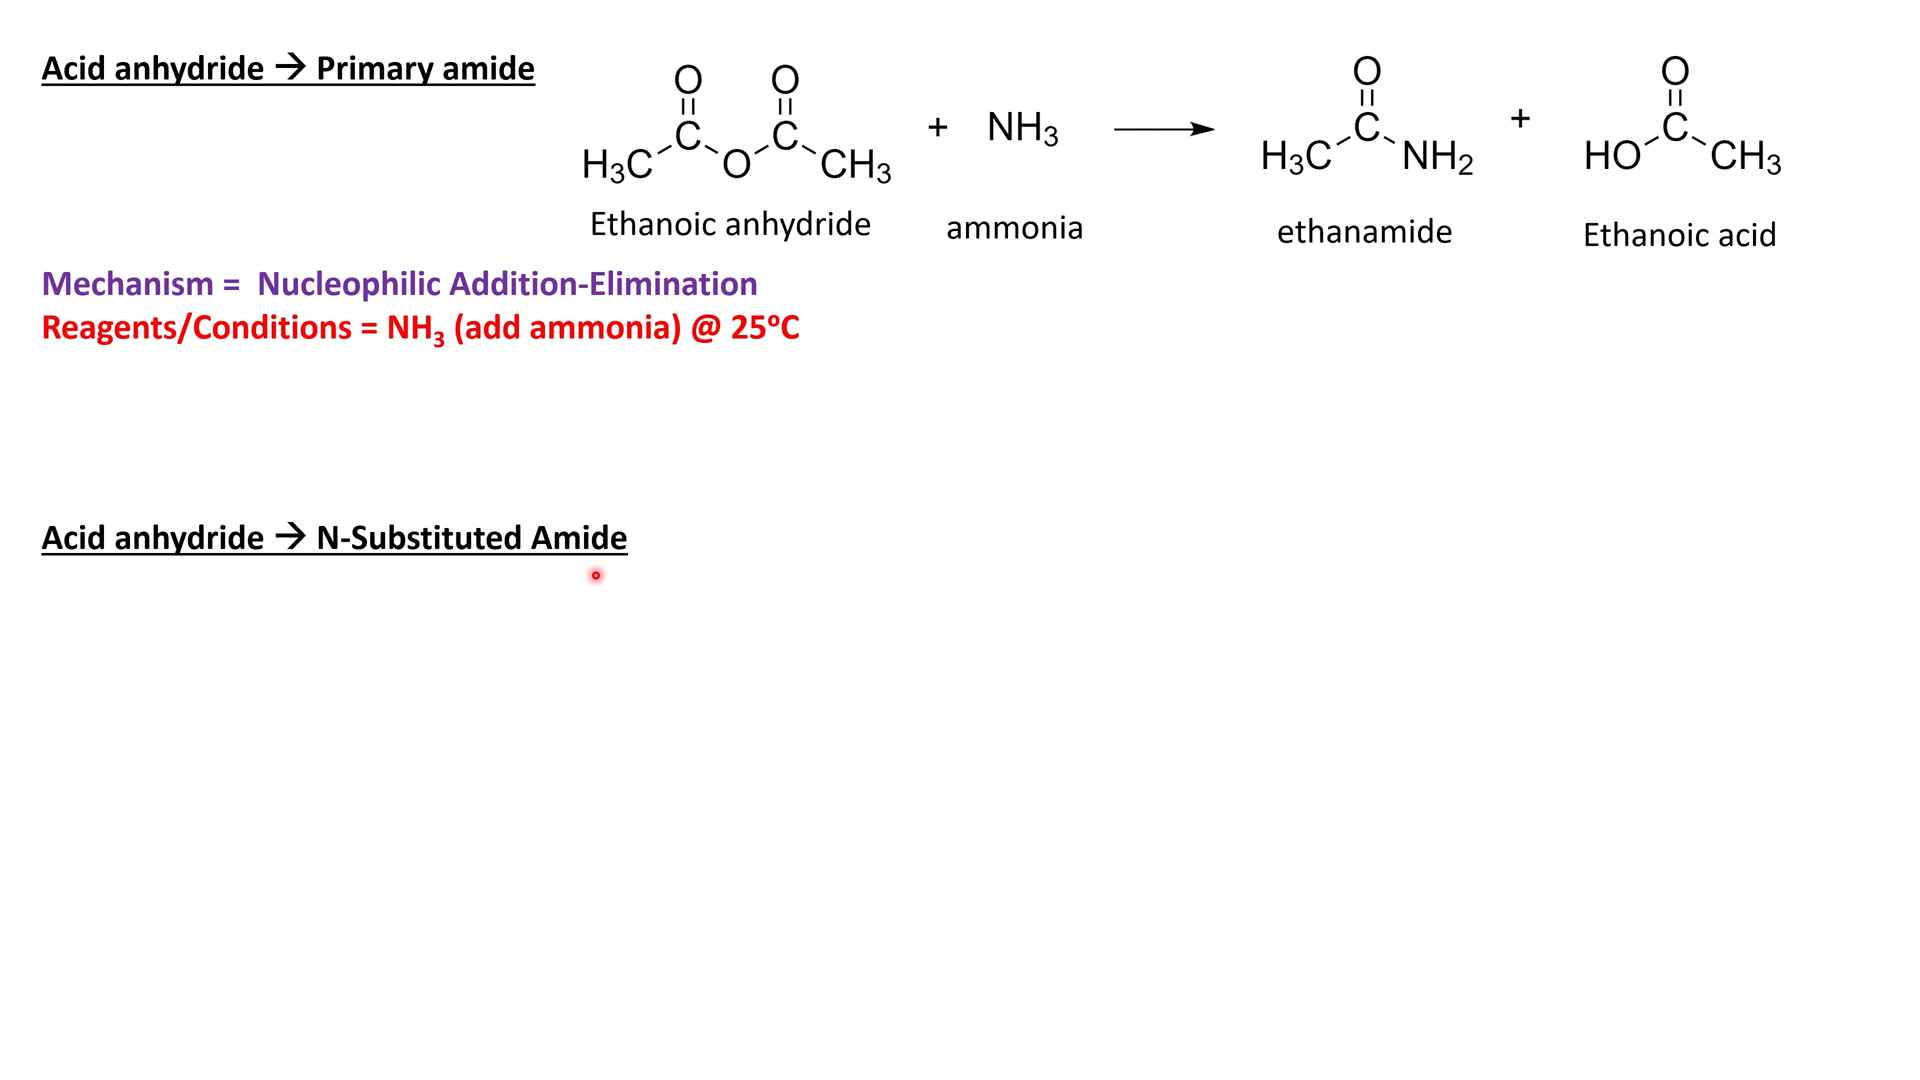 Acid anhydride → Primary amide
O O O O
C C + NH₃ C + C
H₃C O CH₃ H₃C NH₂ HO CH₃
Ethanoic anhydride ammonia ethanamide Ethanoic acid
Mechanism = Nucleophilic Addition-Elimination
Reagents/Conditions = NH₃ (add ammonia) @ 25ºC
Acid anhydride → N-Substituted Amide